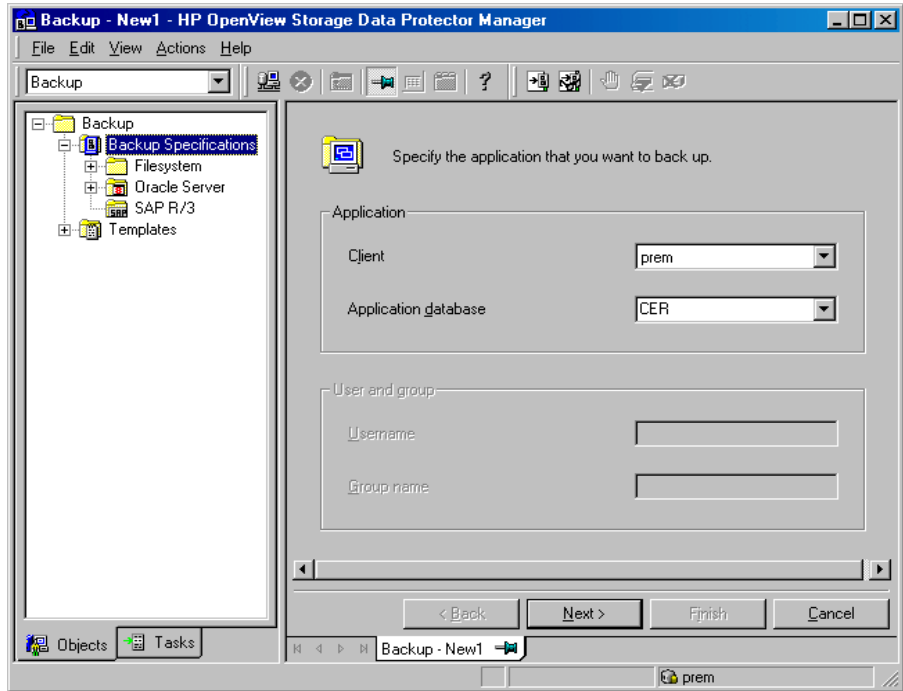 Backup - New1 - HP OpenView Storage Data Protector Manager
File Edit View Actions Help
Backup
Backup
Backup Specifications
Filesystem
Oracle Server
SAP R/3
Templates
Specify the application that you want to back up.
Application
Client
prem
Application database
CER
User and group
Username
Group name
< Back
Next >
Finish
Cancel
Objects
Tasks
Backup - New1
prem